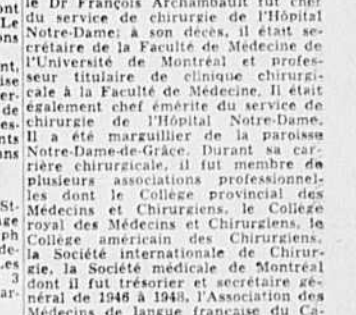 le Dr François Archambault fut chef
du service de chirurgie de l'Hôpital
Notre-Dame; à son décès, il était se-
crétaire de la Faculté de Médecine de
l'Université de Montréal et profes-
seur titulaire de clinique chirurgi-
cale à la Faculté de Médecine. Il était
également chef émérite du service de
chirurgie de l'Hôpital Notre-Dame.
Il a été marguillier de la paroisse
Notre-Dame-de-Grâce. Durant sa car-
rière chirurgicale, il fut membre de
plusieurs associations professionnel-
les dont le Collège provincial des
Médecins et Chirurgiens, le Collège
royal des Médecins et Chirurgiens, le
Collège américain des Chirurgiens,
la Société internationale de Chirur-
gie, la Société médicale de Montréal
dont il fut trésorier et secrétaire gé-
néral de 1946 à 1948, l'Association des
Médecins de langue française du Ca-